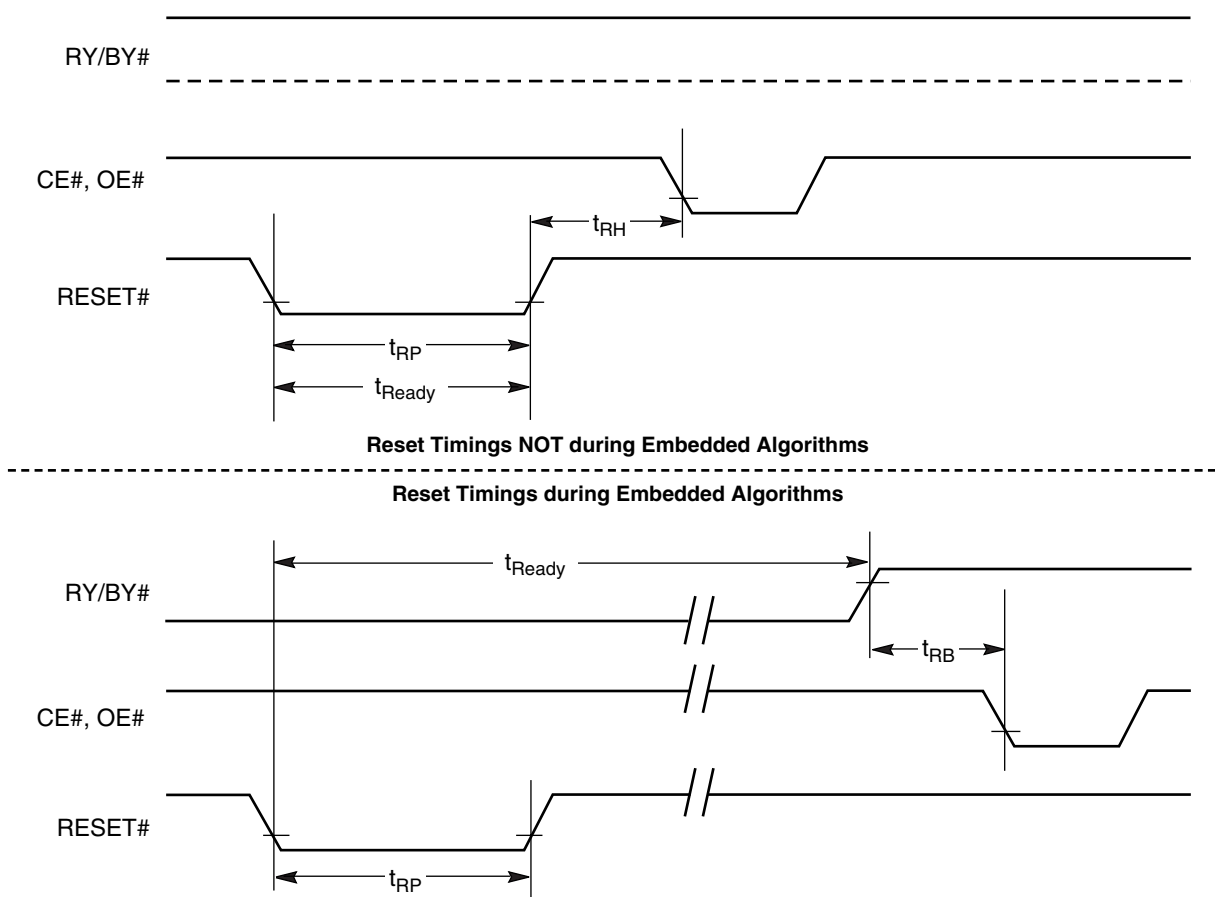 RY/BY#
CE#, OE#
tRH
RESET#
tRP
tReady
Reset Timings NOT during Embedded Algorithms
Reset Timings during Embedded Algorithms
tReady
RY/BY#
tRB
CE#, OE#
RESET#
tRP